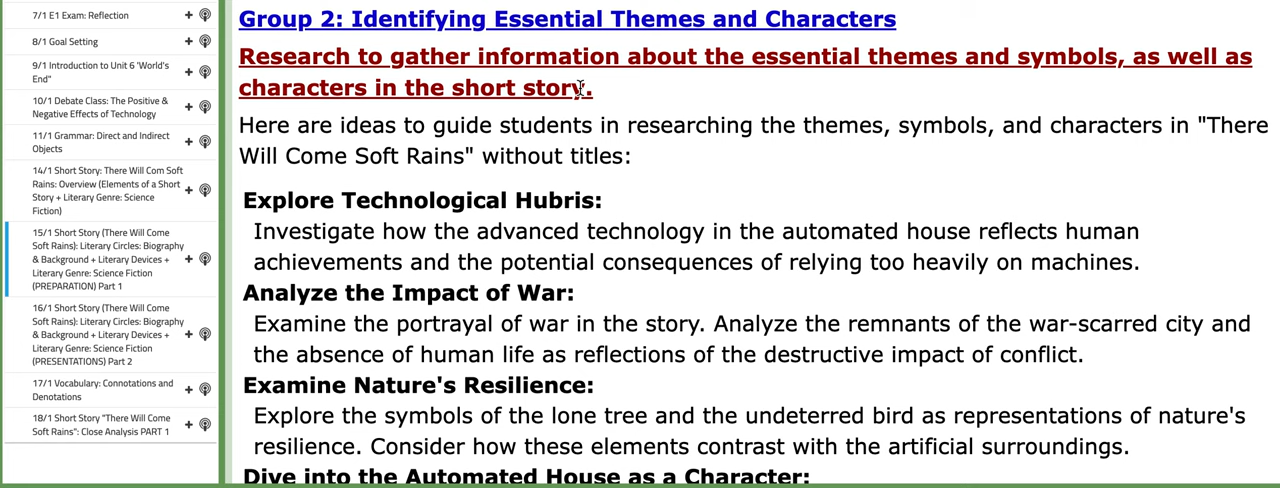 7/1 E1 Exam: Reflection
8/1 Goal Setting
9/1 Introduction to Unit 6 'World's
End"
10/1 Debate Class: The Positive &
Negative Effects of Technology
11/1 Grammar: Direct and Indirect
Objects
14/1 Short Story: There Will Com Soft
Rains: Overview (Elements of a Short
Story + Literary Genre: Science
Fiction)
15/1 Short Story (There Will Come
Soft Rains): Literary Circles: Biography
& Background + Literary Devices +
Literary Genre: Science Fiction
(PREPARATION) Part 1
16/1 Short Story (There Will Come
Soft Rains): Literary Circles: Biography
& Background + Literary Devices +
Literary Genre: Science Fiction
(PRESENTATIONS) Part 2
17/1 Vocabulary: Connotations and
Denotations
18/1 Short Story "There Will Come
Soft Rains": Close Analysis PART 1
Group 2: Identifying Essential Themes and Characters
Research to gather information about the essential themes and symbols, as well as
characters in the short story.
Here are ideas to guide students in researching the themes, symbols, and characters in "There
Will Come Soft Rains" without titles:
Explore Technological Hubris:
Investigate how the advanced technology in the automated house reflects human
achievements and the potential consequences of relying too heavily on machines.
Analyze the Impact of War:
Examine the portrayal of war in the story. Analyze the remnants of the war-scarred city and
the absence of human life as reflections of the destructive impact of conflict.
Examine Nature's Resilience:
Explore the symbols of the lone tree and the undeterred bird as representations of nature's
resilience. Consider how these elements contrast with the artificial surroundings.
Dive into the Automated House as a Character: